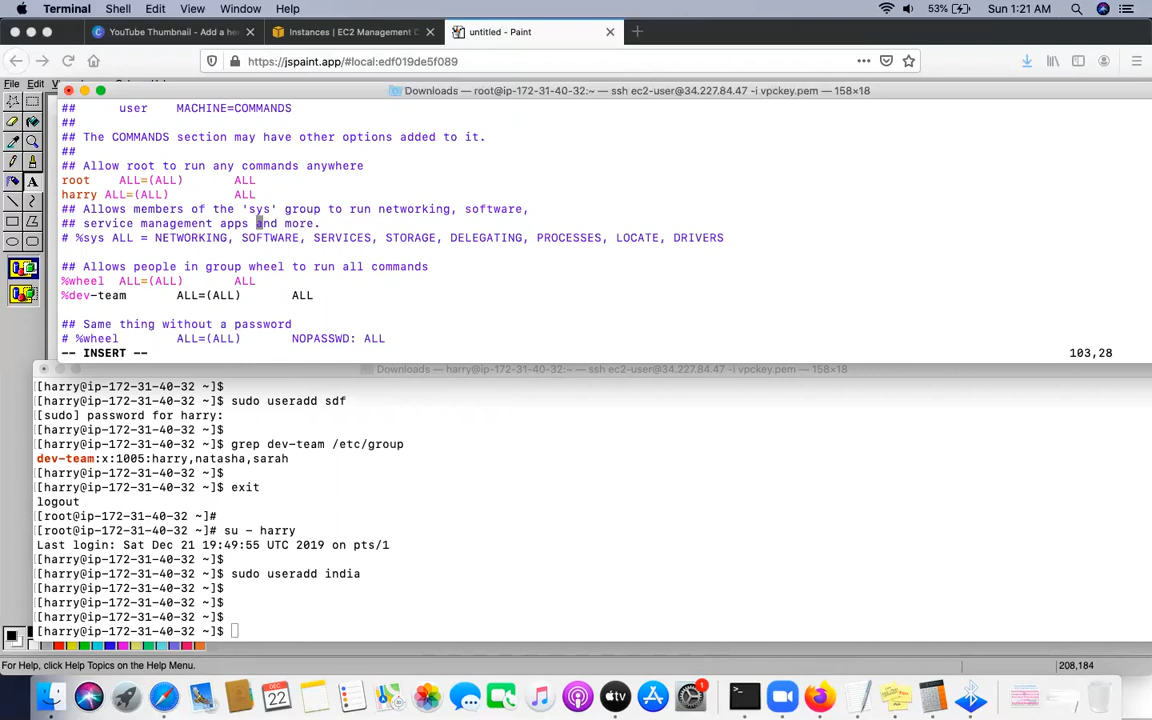 Terminal Shell Edit View Window Help 53% Sun 1:21 AM
YouTube Thumbnail - Add a he Instances | EC2 Management C untitled - Paint
https://jspaint.app/#local:edf019de5f089
File Edit
Downloads — root@ip-172-31-40-32:~ — ssh ec2-user@34.227.84.47 -i vpckey.pem — 158×18
## user MACHINE=COMMANDS
##
## The COMMANDS section may have other options added to it.
##
## Allow root to run any commands anywhere
root ALL=(ALL) ALL
harry ALL=(ALL) ALL
## Allows members of the 'sys' group to run networking, software,
## service management apps and more.
# %sys ALL = NETWORKING, SOFTWARE, SERVICES, STORAGE, DELEGATING, PROCESSES, LOCATE, DRIVERS
## Allows people in group wheel to run all commands
%wheel ALL=(ALL) ALL
%dev-team ALL=(ALL) ALL
## Same thing without a password
# %wheel ALL=(ALL) NOPASSWD: ALL
-- INSERT -- 103,28
Downloads — harry@ip-172-31-40-32:~ — ssh ec2-user@34.227.84.47 -i vpckey.pem — 158×18
[harry@ip-172-31-40-32 ~]$
[harry@ip-172-31-40-32 ~]$ sudo useradd sdf
[sudo] password for harry:
[harry@ip-172-31-40-32 ~]$
[harry@ip-172-31-40-32 ~]$ grep dev-team /etc/group
dev-team:x:1005:harry,natasha,sarah
[harry@ip-172-31-40-32 ~]$
[harry@ip-172-31-40-32 ~]$ exit
logout
[root@ip-172-31-40-32 ~]#
[root@ip-172-31-40-32 ~]# su - harry
Last login: Sat Dec 21 19:49:55 UTC 2019 on pts/1
[harry@ip-172-31-40-32 ~]$
[harry@ip-172-31-40-32 ~]$ sudo useradd india
[harry@ip-172-31-40-32 ~]$
[harry@ip-172-31-40-32 ~]$
[harry@ip-172-31-40-32 ~]$
[harry@ip-172-31-40-32 ~]$
For Help, click Help Topics on the Help Menu. 208,184
DEC
22
1